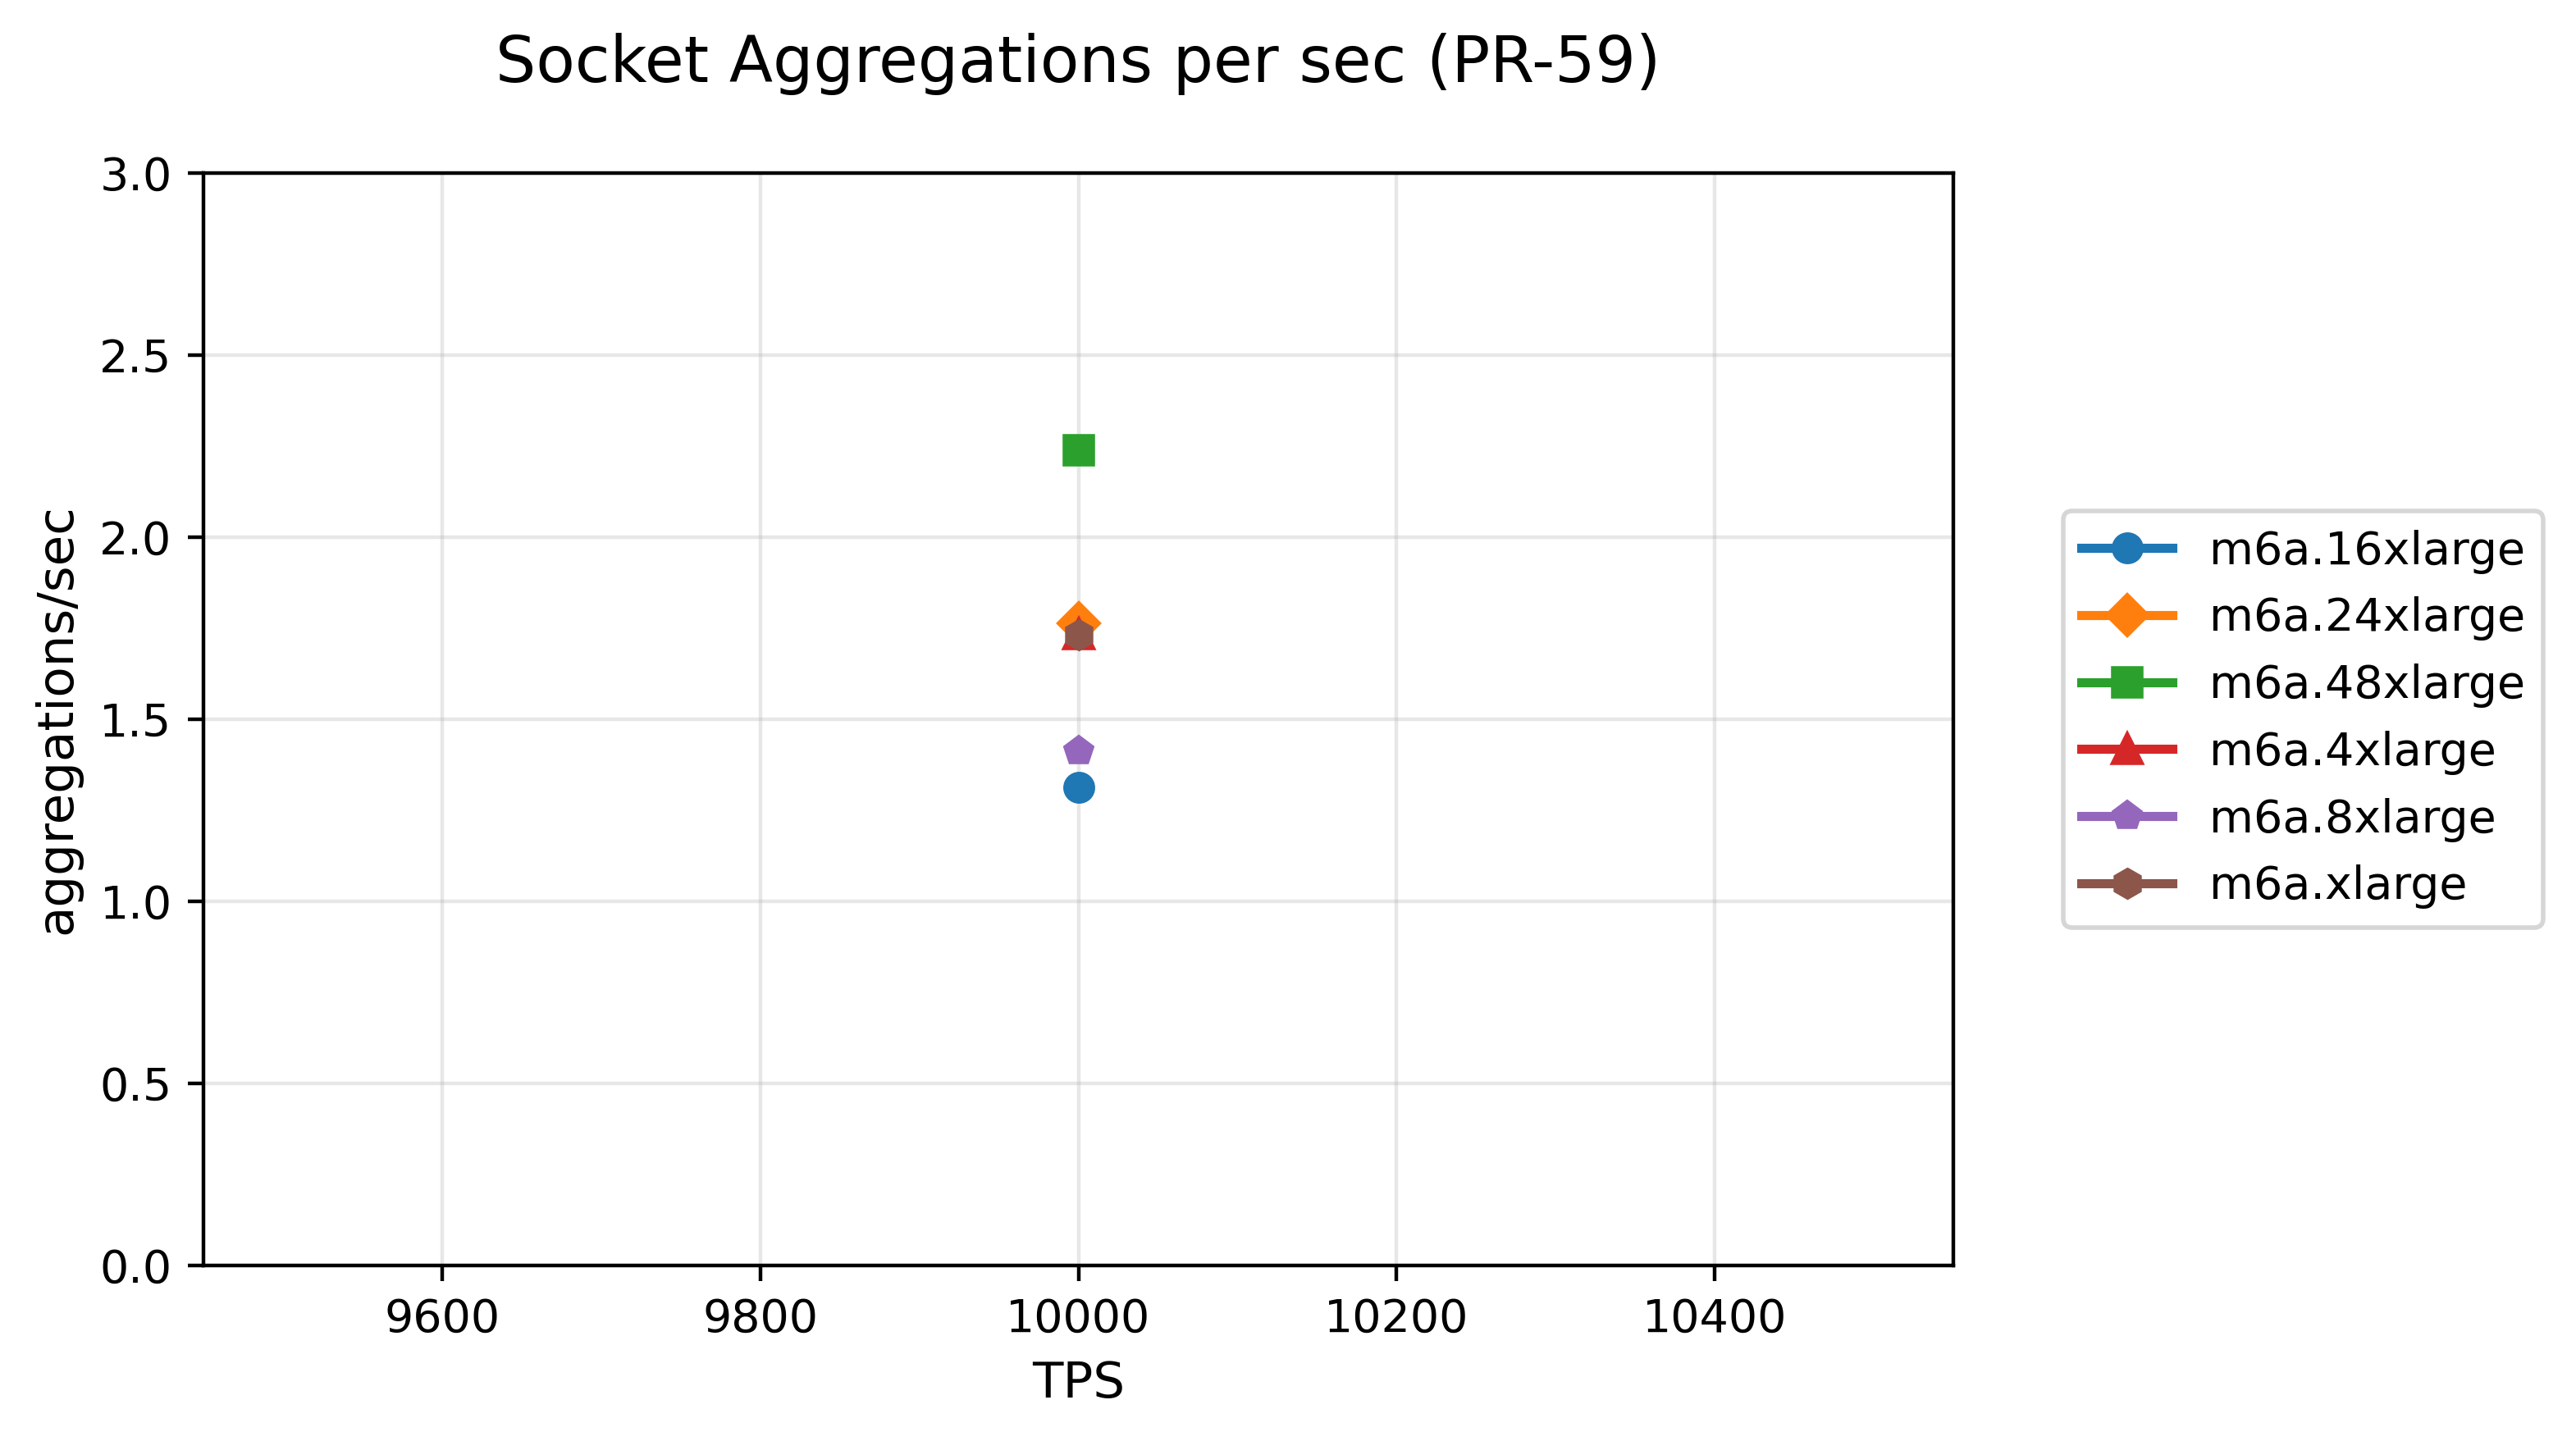 Socket Aggregations per sec (PR-59)
3.0
2.5
2.0
1.5
1.0
0.5
0.0
aggregations/sec
9600
9800
10000
10200
10400
TPS
m6a.16xlarge
m6a.24xlarge
m6a.48xlarge
m6a.4xlarge
m6a.8xlarge
m6a.xlarge